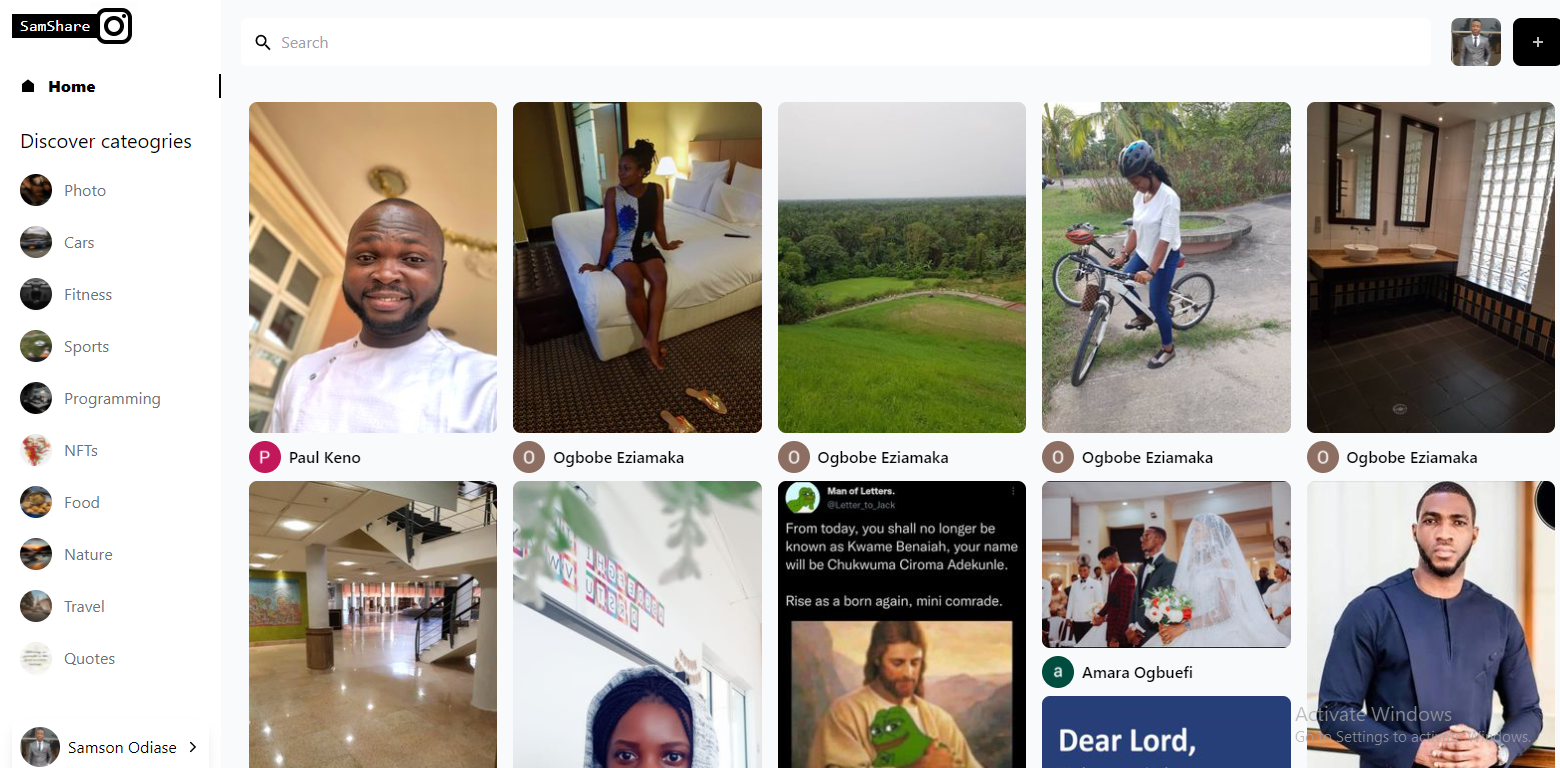 SamShare
Search
+
Home
Discover cateogries
Photo
Cars
Fitness
Sports
Programming
NFTs
Food
Nature
Travel
Quotes
Samson Odiase
P Paul Keno
O Ogbobe Eziamaka
O Ogbobe Eziamaka
O Ogbobe Eziamaka
O Ogbobe Eziamaka
Man of Letters.
@Letter_to_Jack
From today, you shall no longer be
known as Kwame Benaiah, your name
will be Chukwuma Ciroma Adekunle.
Rise as a born again, mini comrade.
a Amara Ogbuefi
Dear Lord,
Activate Windows
Go to Settings to activate Windows.